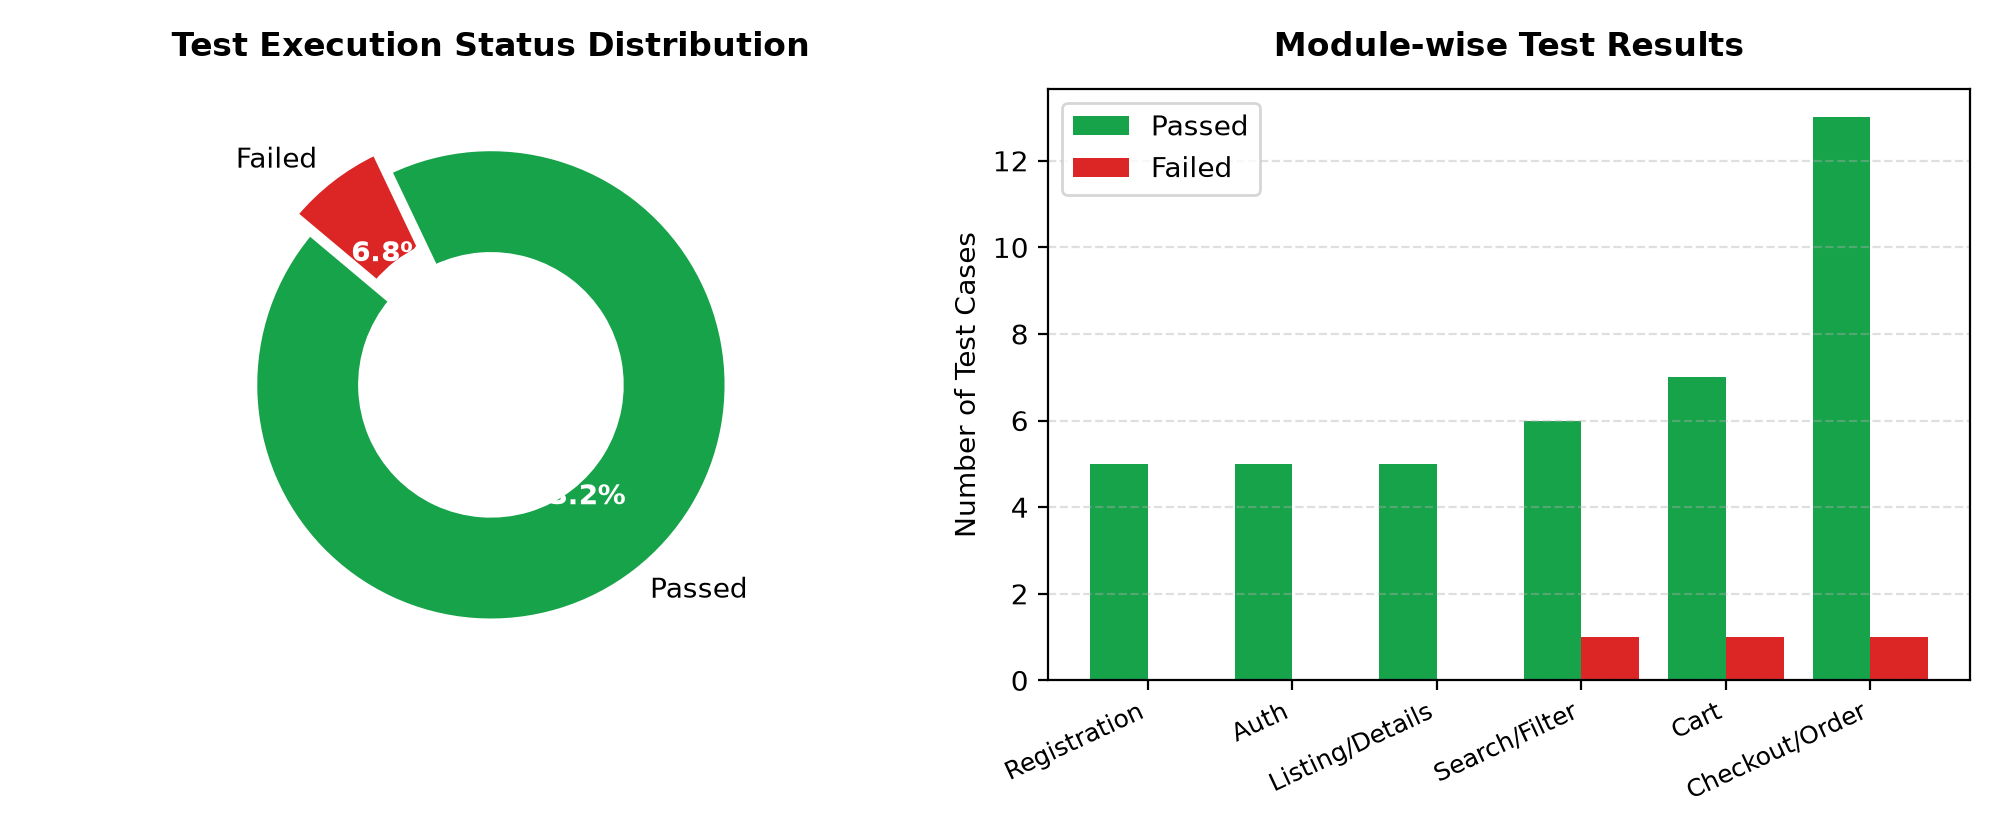 Test Execution Status Distribution
Failed
6.8%
.2%
Passed
Module-wise Test Results
Passed
Failed
Number of Test Cases
12
10
8
6
4
2
0
Registration
Auth
Listing/Details
Search/Filter
Cart
Checkout/Order